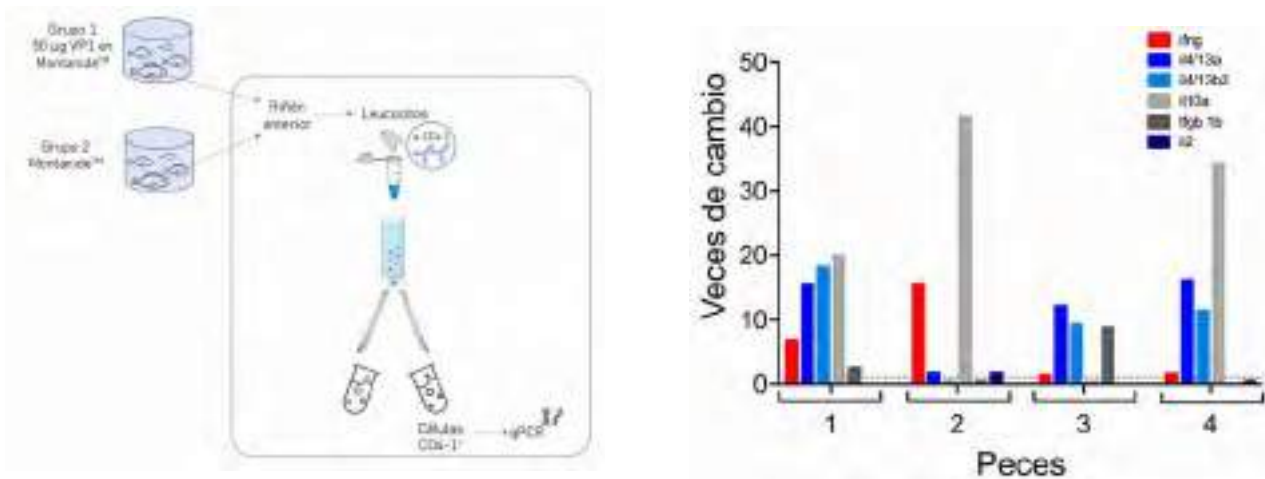 Grupo 1
50 µg VP1 en
Montanide™
Grupo 2
Montanide™
Riñón
anterior
Leucocitos
Células
CD4-1⁺
qPCR
Veces de cambio
50
40
30
20
10
0
ifng
il4/13a
il4/13b2
il10a
tfgb 1b
il2
1
2
3
4
Peces